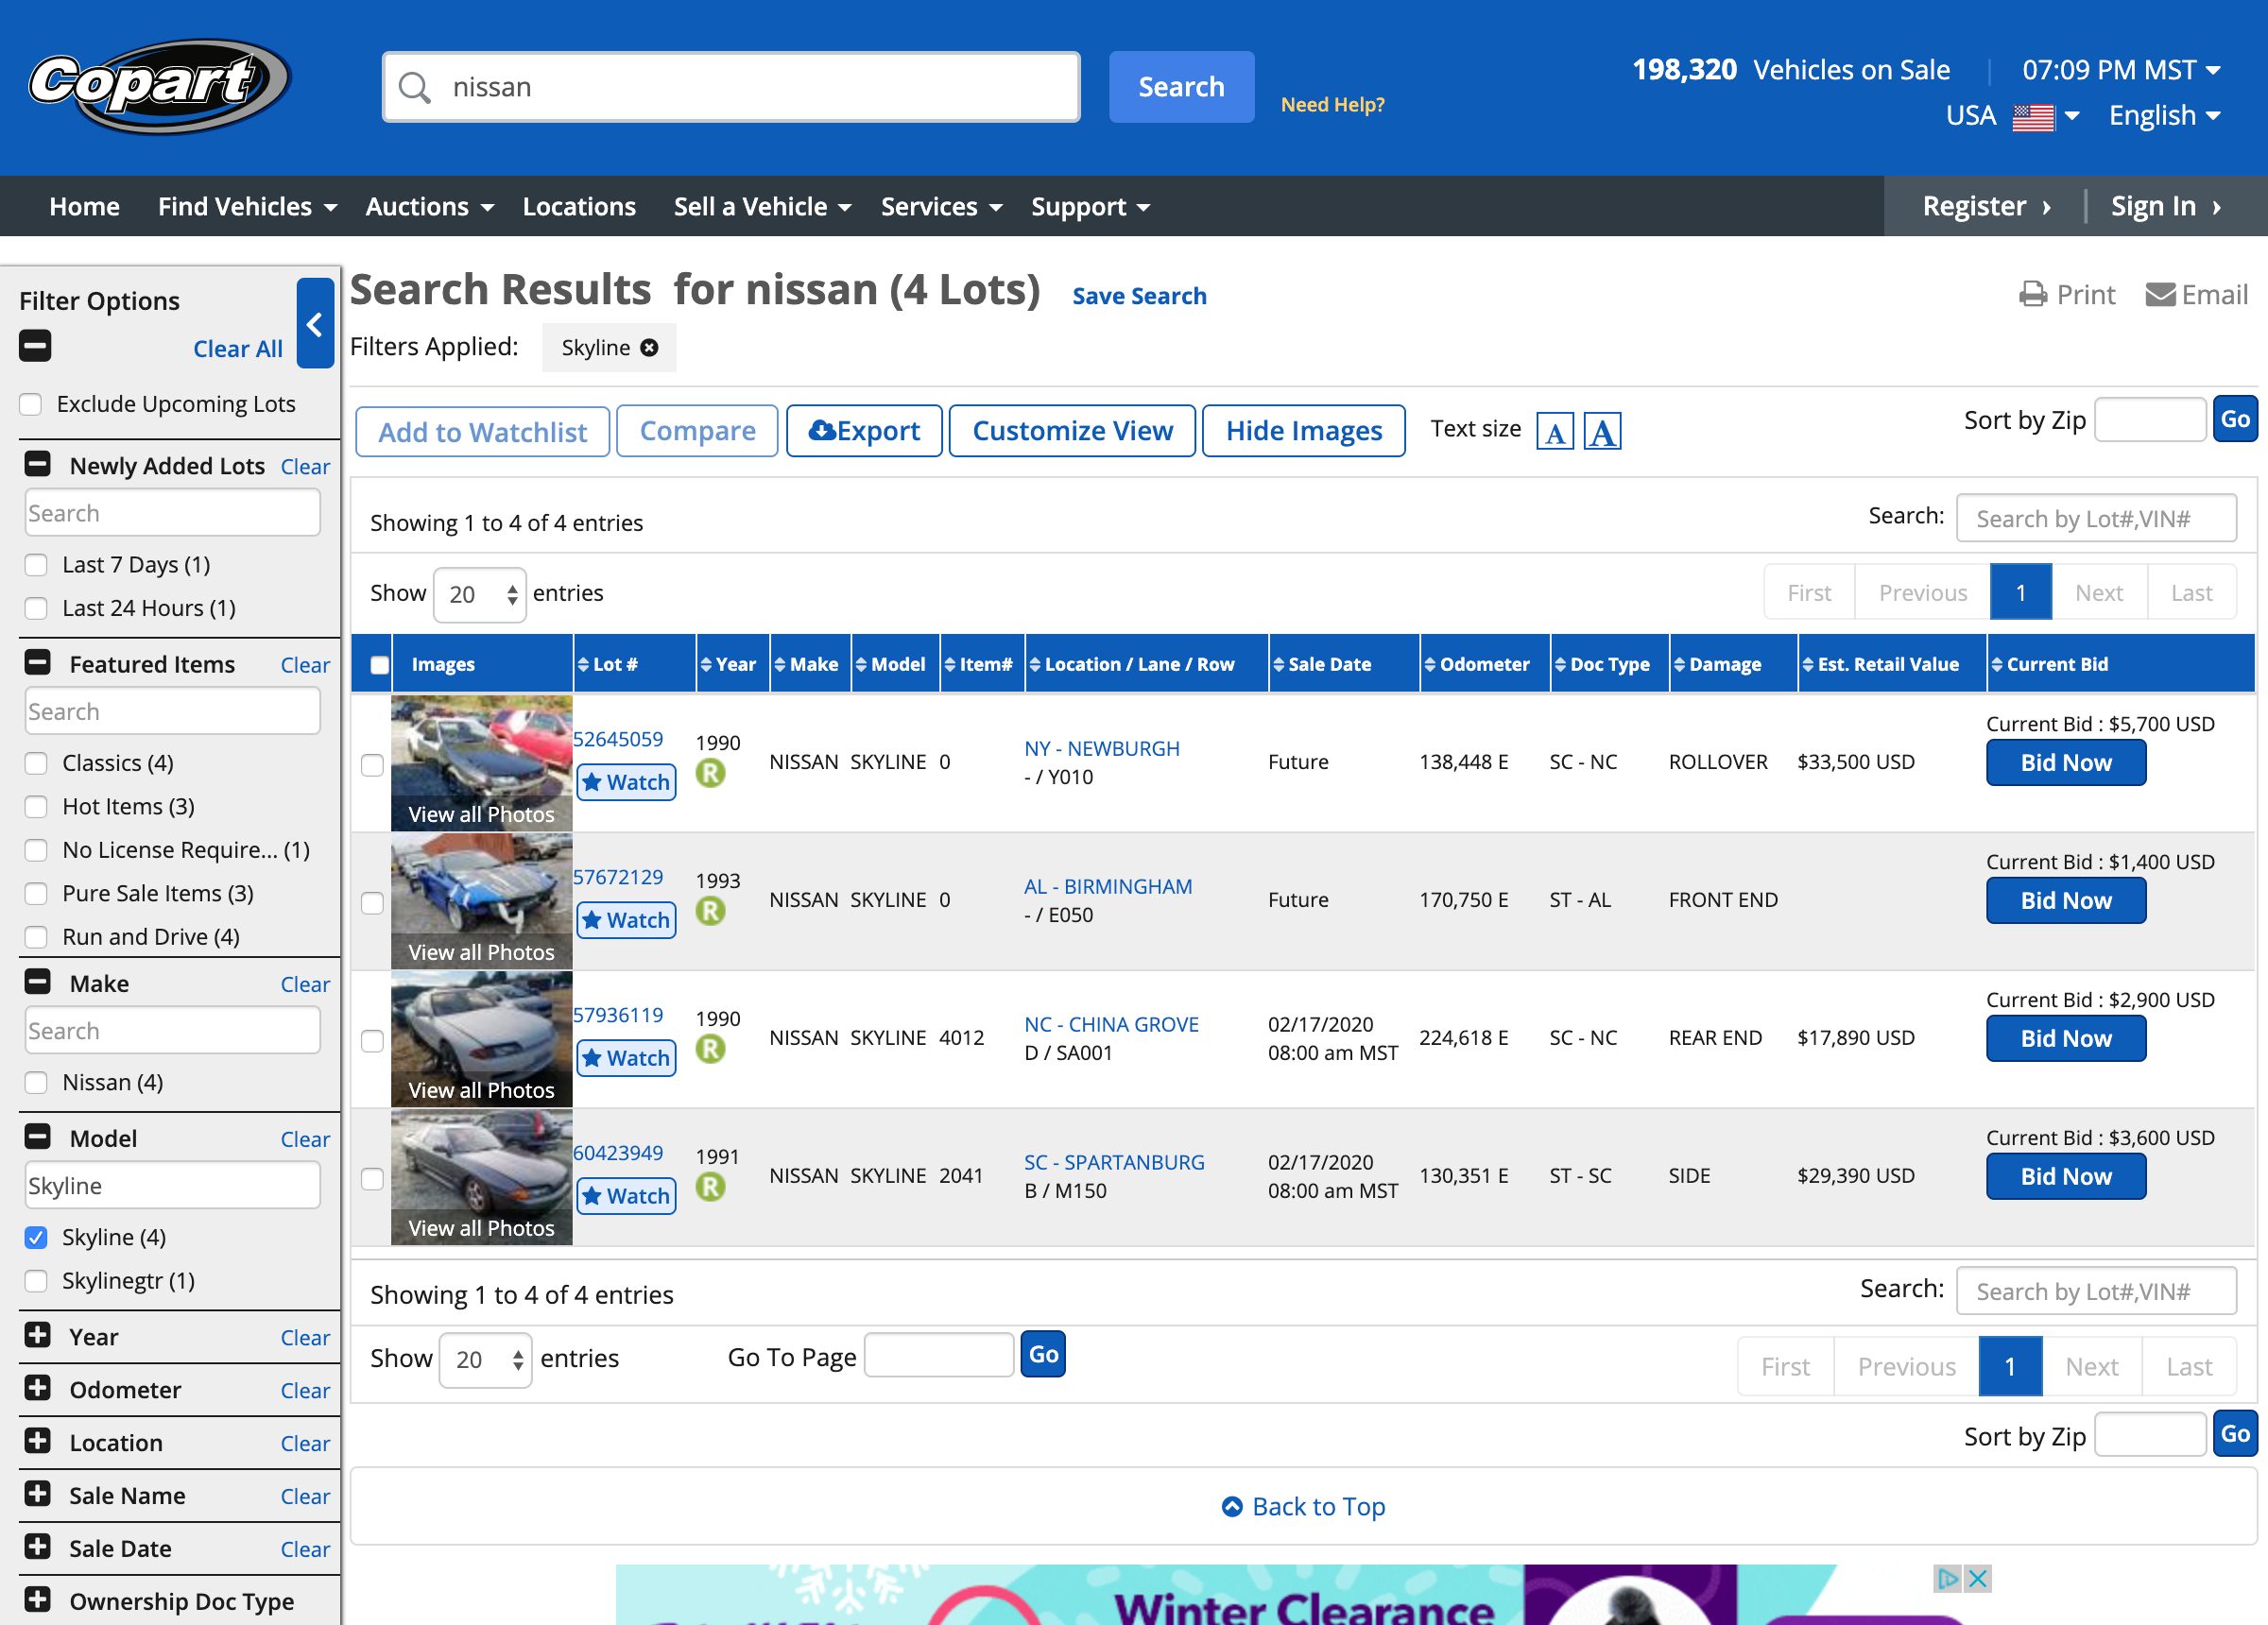 Copart
nissan
Search
Need Help?
198,320 Vehicles on Sale
07:09 PM MST
USA
English
Home
Find Vehicles
Auctions
Locations
Sell a Vehicle
Services
Support
Register ›
Sign In ›
Filter Options
Clear All
Exclude Upcoming Lots
Newly Added Lots Clear
Search
Last 7 Days (1)
Last 24 Hours (1)
Featured Items Clear
Search
Classics (4)
Hot Items (3)
No License Require... (1)
Pure Sale Items (3)
Run and Drive (4)
Make Clear
Search
Nissan (4)
Model Clear
Skyline
Skyline (4)
Skylinegtr (1)
Year Clear
Odometer Clear
Location Clear
Sale Name Clear
Sale Date Clear
Ownership Doc Type
Search Results for nissan (4 Lots) Save Search
Print
Email
Filters Applied: Skyline
Add to Watchlist
Compare
Export
Customize View
Hide Images
Text size A A
Sort by Zip Go
Showing 1 to 4 of 4 entries
Search: Search by Lot#,VIN#
Show 20 entries
First Previous 1 Next Last
Images Lot # Year Make Model Item# Location / Lane / Row Sale Date Odometer Doc Type Damage Est. Retail Value Current Bid
View all Photos
52645059
Watch
1990
R
NISSAN SKYLINE 0
NY - NEWBURGH
- / Y010
Future 138,448 E SC - NC ROLLOVER $33,500 USD
Current Bid : $5,700 USD
Bid Now
View all Photos
57672129
Watch
1993
R
NISSAN SKYLINE 0
AL - BIRMINGHAM
- / E050
Future 170,750 E ST - AL FRONT END
Current Bid : $1,400 USD
Bid Now
View all Photos
57936119
Watch
1990
R
NISSAN SKYLINE 4012
NC - CHINA GROVE
D / SA001
02/17/2020
08:00 am MST
224,618 E SC - NC REAR END $17,890 USD
Current Bid : $2,900 USD
Bid Now
View all Photos
60423949
Watch
1991
R
NISSAN SKYLINE 2041
SC - SPARTANBURG
B / M150
02/17/2020
08:00 am MST
130,351 E ST - SC SIDE $29,390 USD
Current Bid : $3,600 USD
Bid Now
Showing 1 to 4 of 4 entries
Search: Search by Lot#,VIN#
Show 20 entries
Go To Page Go
First Previous 1 Next Last
Sort by Zip Go
Back to Top
Winter Clearance